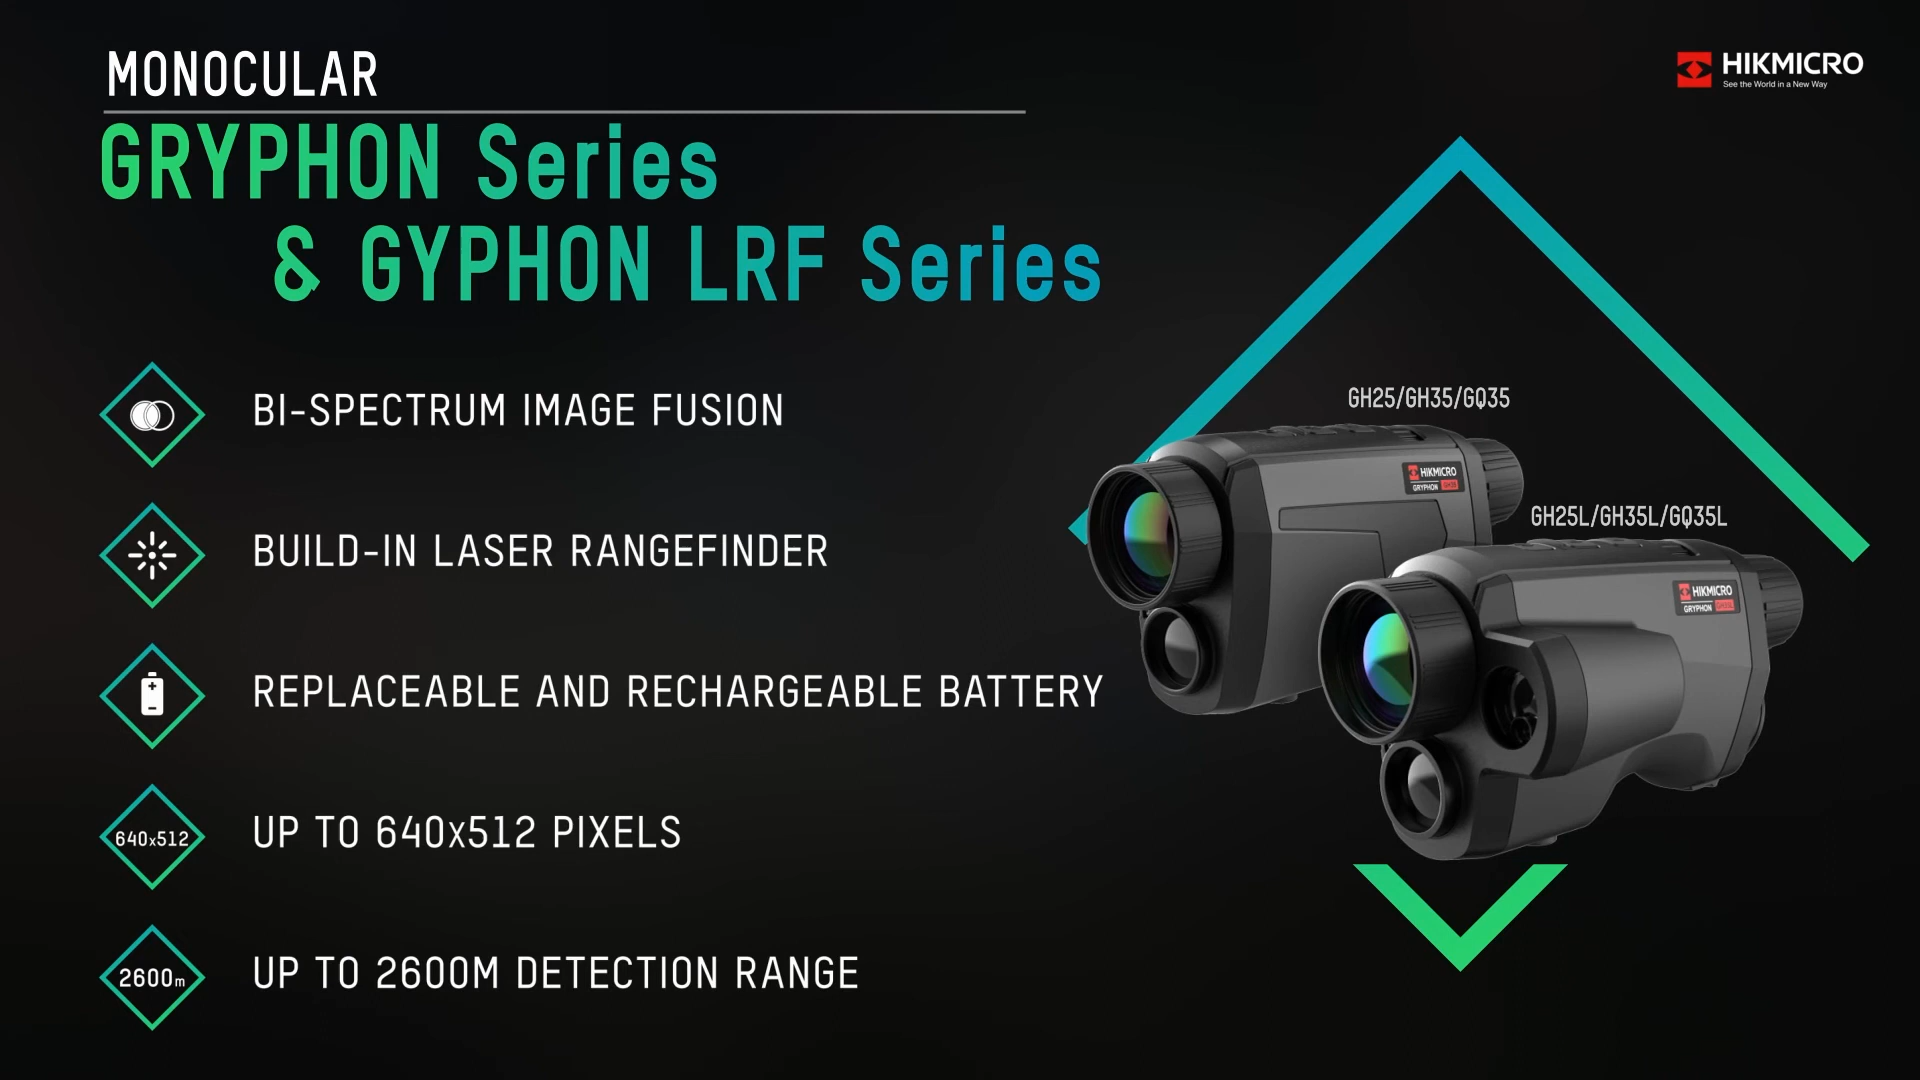 MONOCULAR
HIKMICRO
See the World in a New Way
GRYPHON Series
& GYPHON LRF Series
BI-SPECTRUM IMAGE FUSION
GH25/GH35/GQ35
HIKMICRO
GRYPHON
GH25L/GH35L/GQ35L
BUILD-IN LASER RANGEFINDER
HIKMICRO
GRYPHON
REPLACEABLE AND RECHARGEABLE BATTERY
640x512
UP TO 640x512 PIXELS
2600m
UP TO 2600M DETECTION RANGE